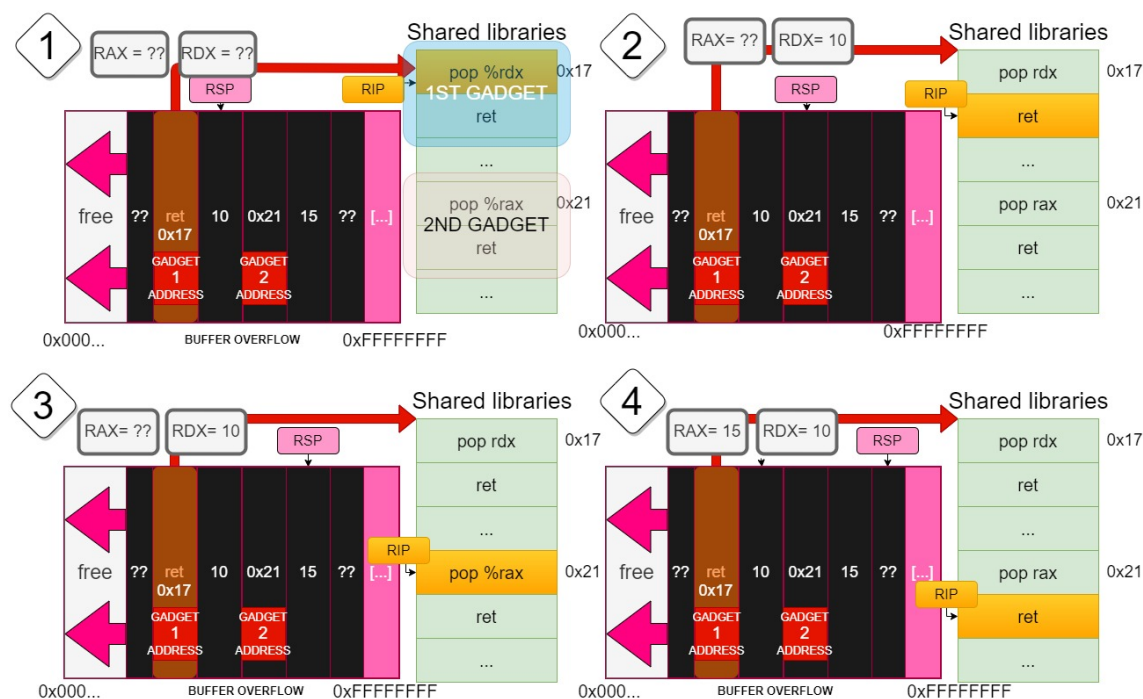 1
RAX = ??
RDX = ??
Shared libraries
RSP
RIP
pop %rdx
0x17
1ST GADGET
ret
...
pop %rax
0x21
2ND GADGET
ret
...
free
??
ret
0x17
10
0x21
15
??
[...]
GADGET
1
ADDRESS
GADGET
2
ADDRESS
0x000...
BUFFER OVERFLOW
0xFFFFFFFF
2
RAX= ??
RDX= 10
Shared libraries
RSP
RIP
pop rdx
0x17
ret
...
pop rax
0x21
ret
...
free
??
ret
0x17
10
0x21
15
??
[...]
GADGET
1
ADDRESS
GADGET
2
ADDRESS
0x000...
0xFFFFFFFF
3
RAX= ??
RDX= 10
Shared libraries
RSP
pop rdx
0x17
ret
...
RIP
pop %rax
0x21
ret
...
free
??
ret
0x17
10
0x21
15
??
[...]
GADGET
1
ADDRESS
GADGET
2
ADDRESS
0x000...
BUFFER OVERFLOW
0xFFFFFFFF
4
RAX= 15
RDX= 10
Shared libraries
RSP
pop rdx
0x17
ret
...
pop rax
0x21
RIP
ret
...
free
??
ret
0x17
10
0x21
15
??
[...]
GADGET
1
ADDRESS
GADGET
2
ADDRESS
0x000...
BUFFER OVERFLOW
0xFFFFFFFF